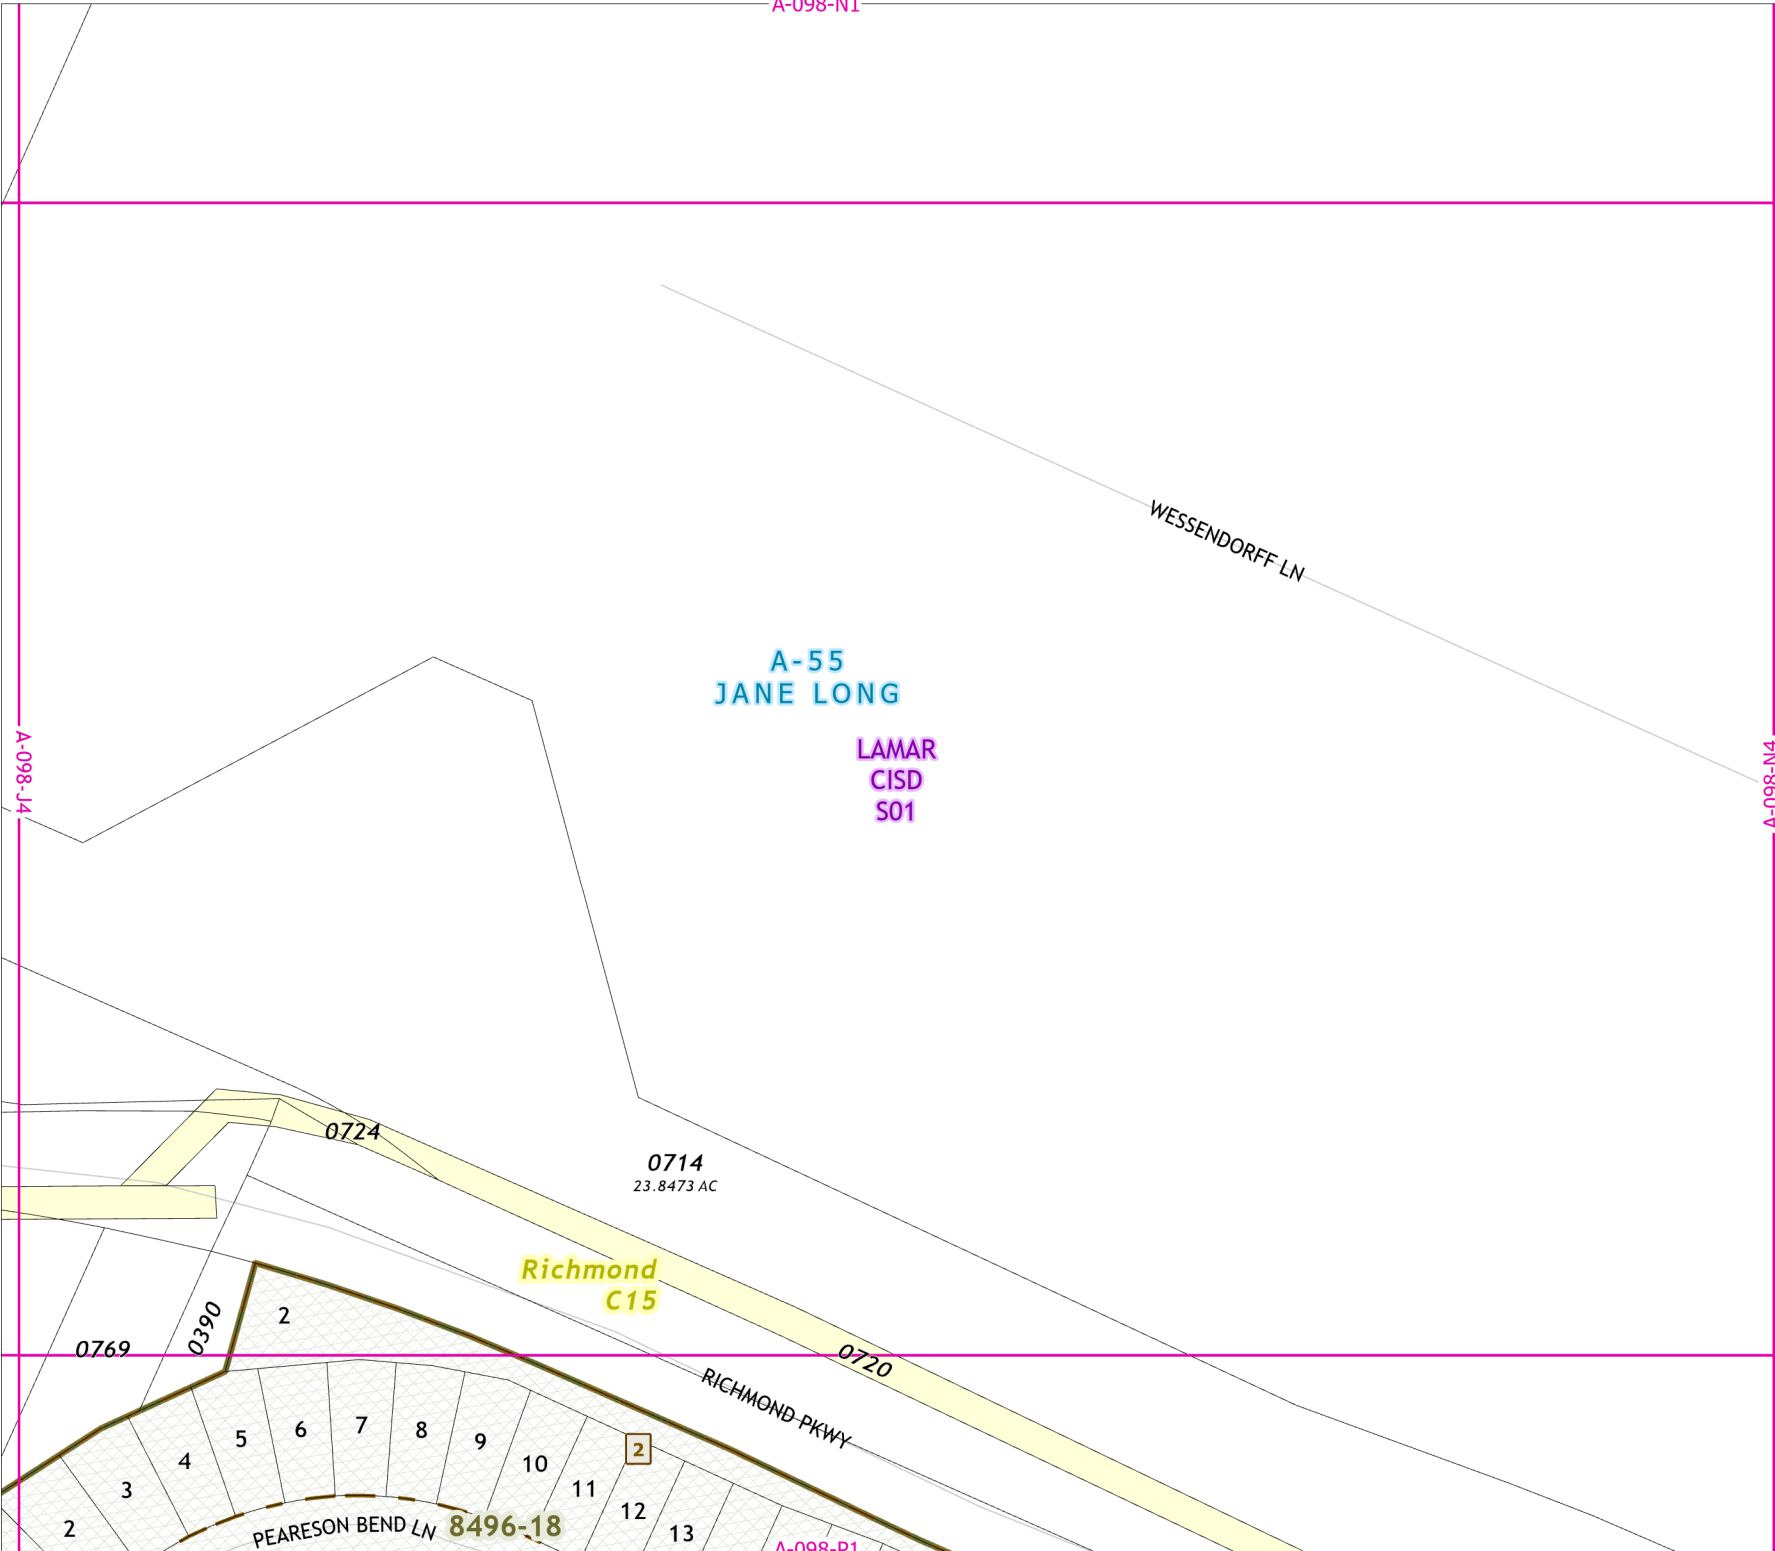 A-098-N1
WESSENDORFF LN
A-55
JANE LONG
LAMAR
CISD
S01
A-098-J4
A-098-N4
0724
0714
23.8473 AC
Richmond
C15
2
0390
0769
0720
RICHMOND PKWY
2
3
4
5
6
7
8
9
10
11
12
13
2
PEARESON BEND LN
8496-18
A-098-P1